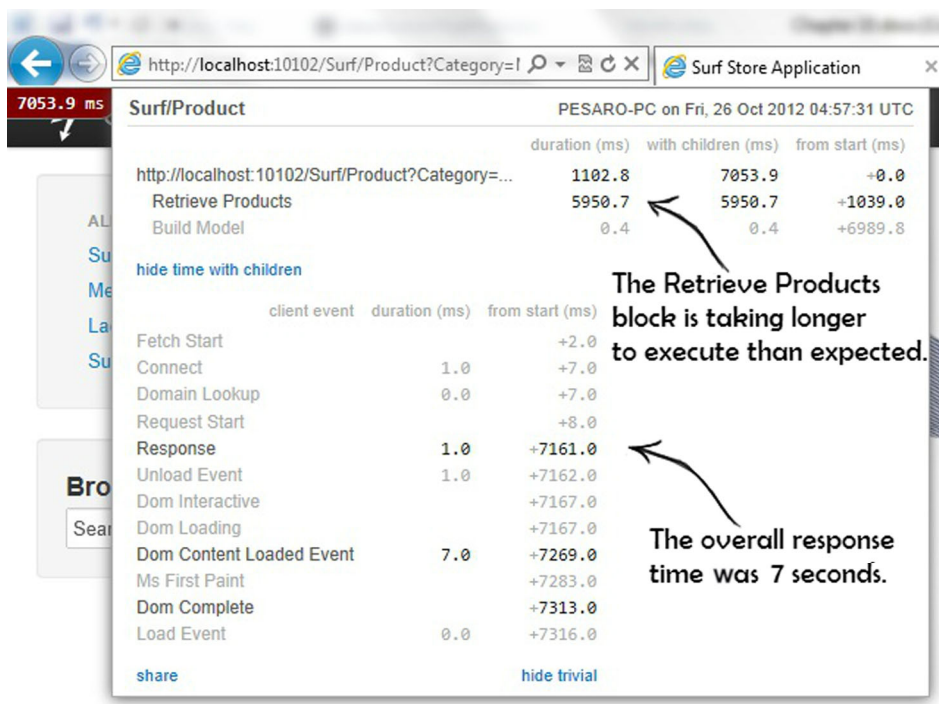 http://localhost:10102/Surf/Product?Category=
Surf Store Application
7053.9 ms
Surf/Product
PESARO-PC on Fri, 26 Oct 2012 04:57:31 UTC
duration (ms) with children (ms) from start (ms)
http://localhost:10102/Surf/Product?Category=... 1102.8 7053.9 +0.0
Retrieve Products 5950.7 5950.7 +1039.0
Build Model 0.4 0.4 +6989.8
hide time with children
The Retrieve Products
block is taking longer
to execute than expected.
client event duration (ms) from start (ms)
Fetch Start +2.0
Connect 1.0 +7.0
Domain Lookup 0.0 +7.0
Request Start +8.0
Response 1.0 +7161.0
Unload Event 1.0 +7162.0
Dom Interactive +7167.0
Dom Loading +7167.0
Dom Content Loaded Event 7.0 +7269.0
Ms First Paint +7283.0
Dom Complete +7313.0
Load Event 0.0 +7316.0
The overall response
time was 7 seconds.
share hide trivial
AL
Su
Me
La
Su
Bro
Sear